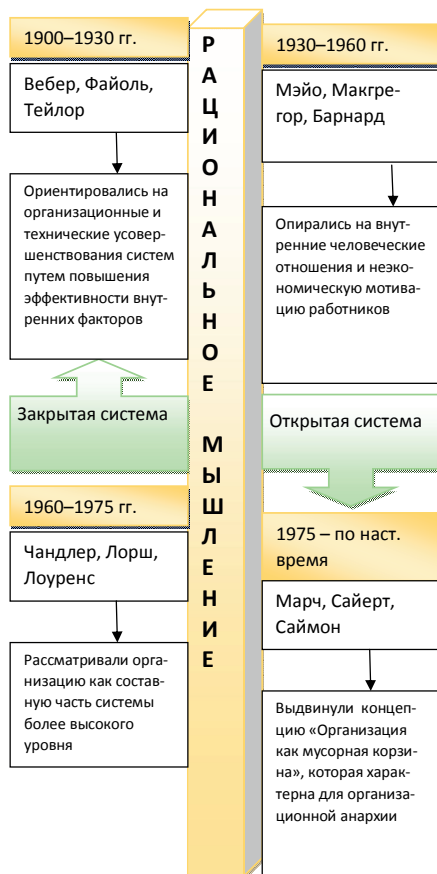 1900–1930 гг.
Вебер, Файоль,
Тейлор
Ориентировались на
организационные и
технические усовер-
шенствования систем
путем повышения
эффективности внут-
ренних факторов
Закрытая система
1960–1975 гг.
Чандлер, Лорш,
Лоуренс
Рассматривали орга-
низацию как состав-
ную часть системы
более высокого
уровня
РАЦИОНАЛЬНОЕ МЫШЛЕНИЕ
1930–1960 гг.
Мэйо, Макгре-
гор, Барнард
Опирались на внут-
ренние человеческие
отношения и неэко-
номическую мотива-
цию работников
Открытая система
1975 – по наст.
время
Марч, Сайерт,
Саймон
Выдвинули концеп-
цию «Организация
как мусорная корзи-
на», которая харак-
терна для организа-
ционной анархии